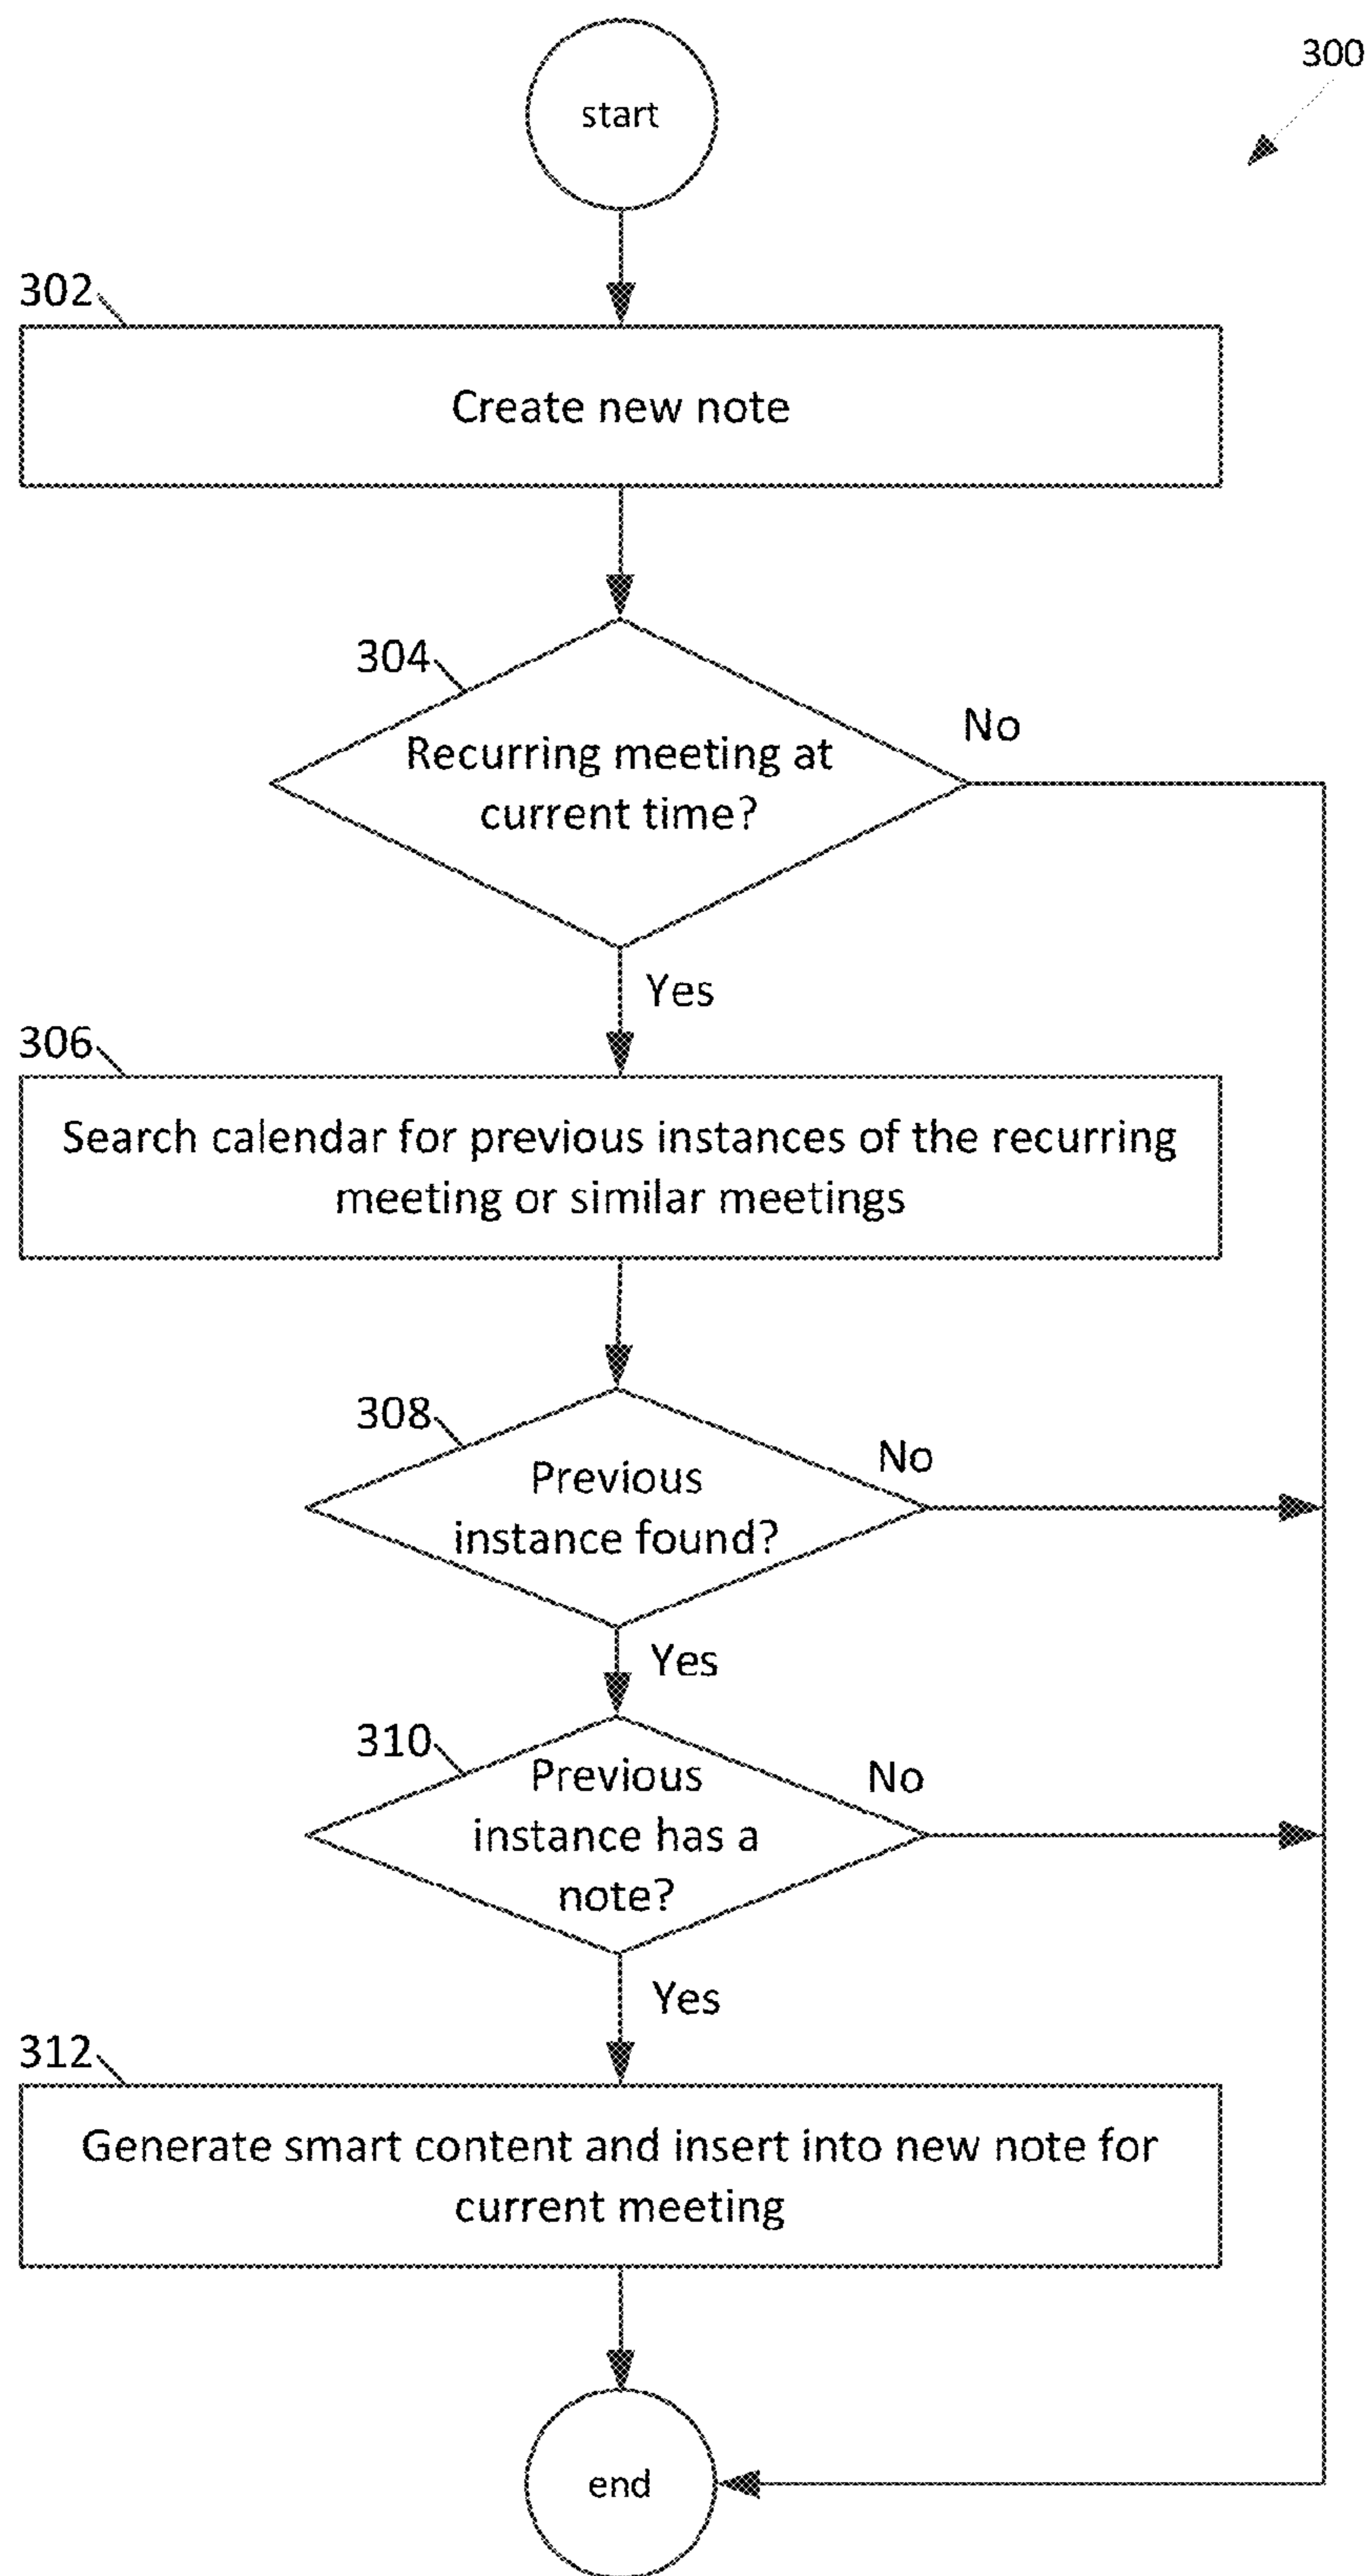 300
start
302
Create new note
304
Recurring meeting at
current time?
No
Yes
306
Search calendar for previous instances of the recurring
meeting or similar meetings
308
Previous
instance found?
No
Yes
310
Previous
instance has a
note?
No
Yes
312
Generate smart content and insert into new note for
current meeting
end